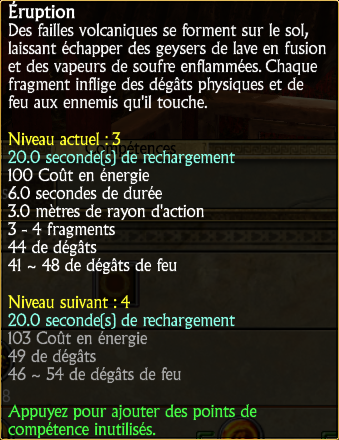 Éruption
Des failles volcaniques se forment sur le sol,
laissant échapper des geysers de lave en fusion
et des vapeurs de soufre enflammées. Chaque
fragment inflige des dégâts physiques et de
feu aux ennemis qu'il touche.
Niveau actuel : 3
Compétences
20.0 seconde(s) de rechargement
100 Coût en énergie
6.0 secondes de durée
3.0 mètres de rayon d'action
3 - 4 fragments
44 de dégâts
41 ~ 48 de dégâts de feu
Niveau suivant : 4
20.0 seconde(s) de rechargement
103 Coût en énergie
49 de dégâts
46 ~ 54 de dégâts de feu
Appuyez pour ajouter des points de
compétence inutilisés.